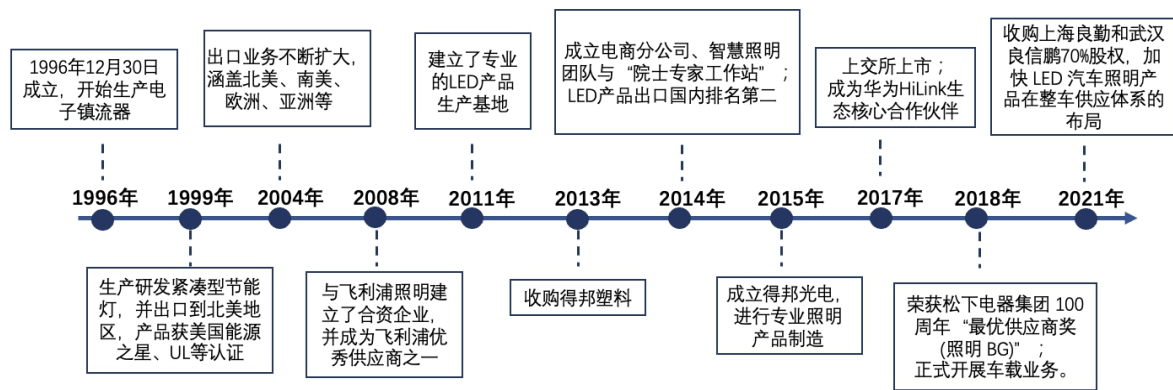 1996年12月30日
成立，开始生产电
子镇流器
出口业务不断扩大，
涵盖北美、南美、
欧洲、亚洲等
建立了专业
的LED产品
生产基地
成立电商分公司、智慧照明
团队与“院士专家工作站”；
LED产品出口国内排名第二
上交所上市；
成为华为HiLink生
态核心合作伙伴
收购上海良勤和武汉
良信鹏70%股权，加
快 LED 汽车照明产
品在整车供应体系的
布局
1996年
1999年
2004年
2008年
2011年
2013年
2014年
2015年
2017年
2018年
2021年
生产研发紧凑型节能
灯，并出口到北美地
区，产品获美国能源
之星、UL等认证
与飞利浦照明建
立了合资企业，
并成为飞利浦优
秀供应商之一
收购得邦塑料
成立得邦光电，
进行专业照明
产品制造
荣获松下电器集团 100
周年“最优供应商奖
(照明 BG)”；
正式开展车载业务。